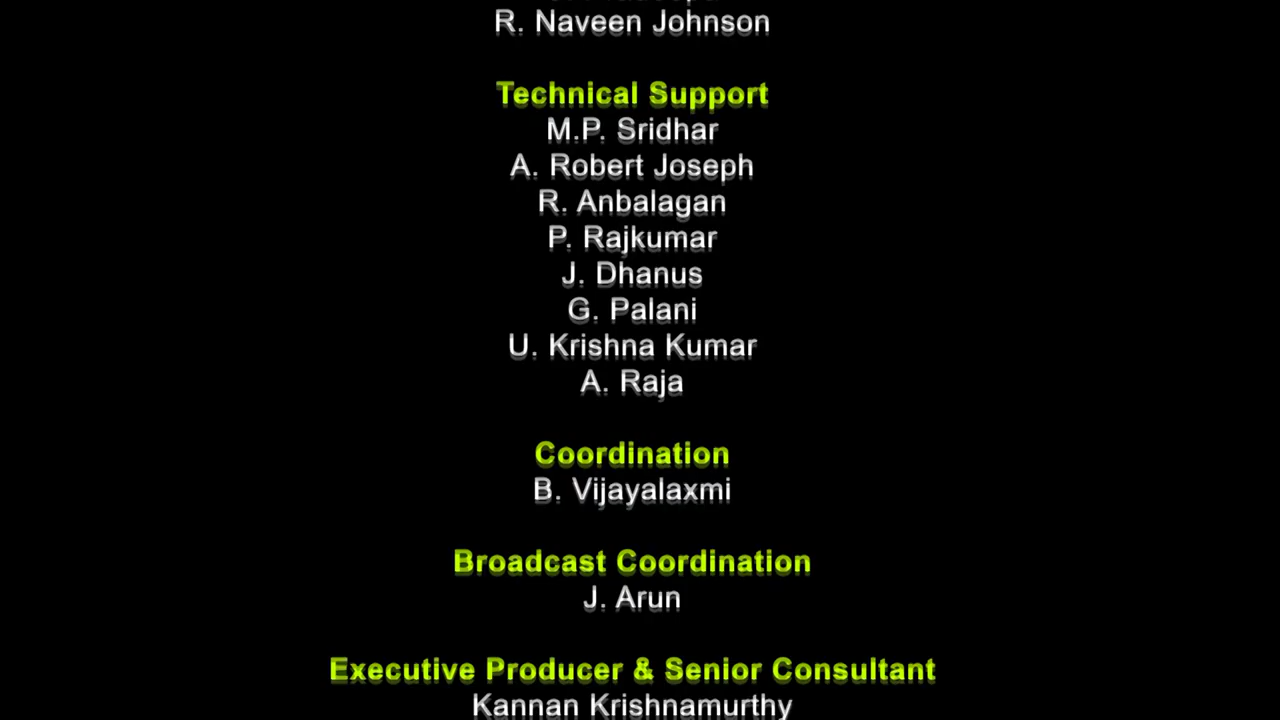 R. Naveen Johnson
Technical Support
M.P. Sridhar
A. Robert Joseph
R. Anbalagan
P. Rajkumar
J. Dhanus
G. Palani
U. Krishna Kumar
A. Raja
Coordination
B. Vijayalaxmi
Broadcast Coordination
J. Arun
Executive Producer & Senior Consultant
Kannan Krishnamurthy